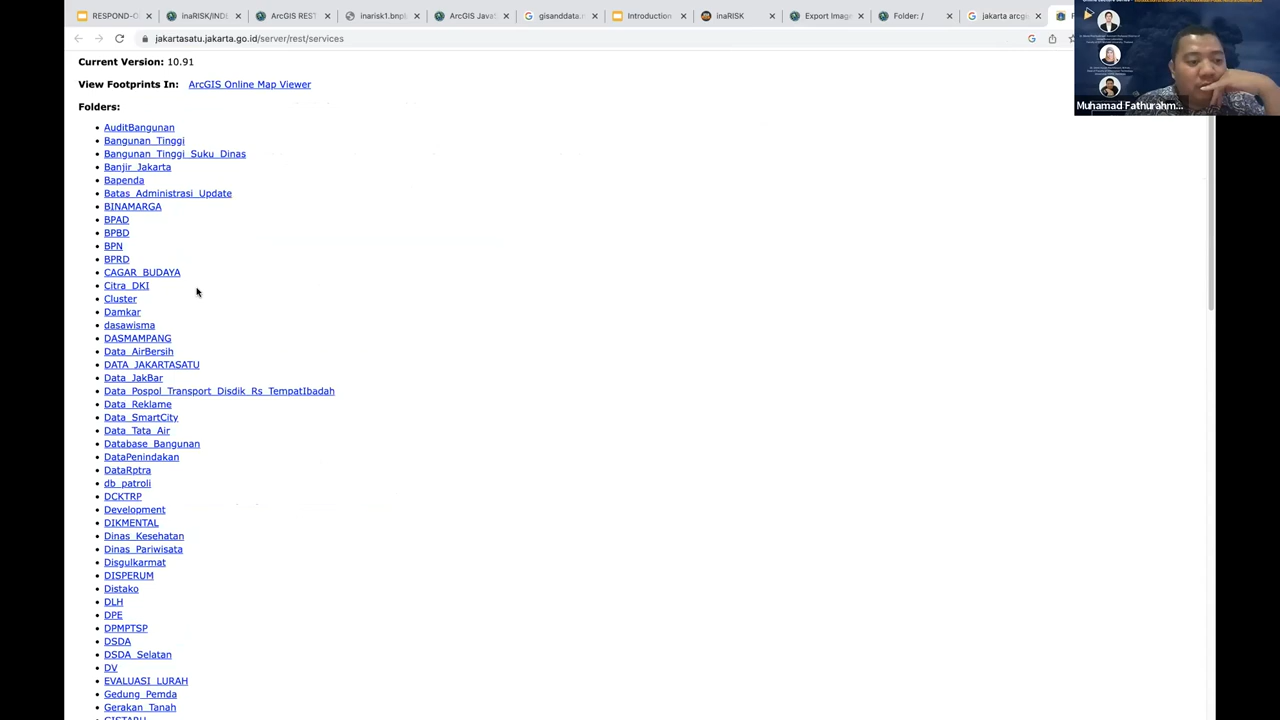 RESPOND-O
inaRISK/IND
ArcGIS REST
inarisk1.bnp
ArcGIS Java
gisanddata.m
Introduction
inaRISK
Export Image
Folder: /
jakarta arcg
jakartasatu.jakarta.go.id/server/rest/services
Muhamad Fathurahm...
Current Version: 10.91
View Footprints In: ArcGIS Online Map Viewer
Folders:
AuditBangunan
Bangunan_Tinggi
Bangunan_Tinggi_Suku_Dinas
Banjir_Jakarta
Bapenda
Batas_Administrasi_Update
BINAMARGA
BPAD
BPBD
BPN
BPRD
CAGAR_BUDAYA
Citra_DKI
Cluster
Damkar
dasawisma
DASMAMPANG
Data_AirBersih
DATA_JAKARTASATU
Data_JakBar
Data_Pospol_Transport_Disdik_Rs_TempatIbadah
Data_Reklame
Data_SmartCity
Data_Tata_Air
Database_Bangunan
DataPenindakan
DataRptra
db_patroli
DCKTRP
Development
DIKMENTAL
Dinas_Kesehatan
Dinas_Pariwisata
Disgulkarmat
DISPERUM
Distako
DLH
DPE
DPMPTSP
DSDA
DSDA_Selatan
DV
EVALUASI_LURAH
Gedung_Pemda
Gerakan_Tanah
GISTARU